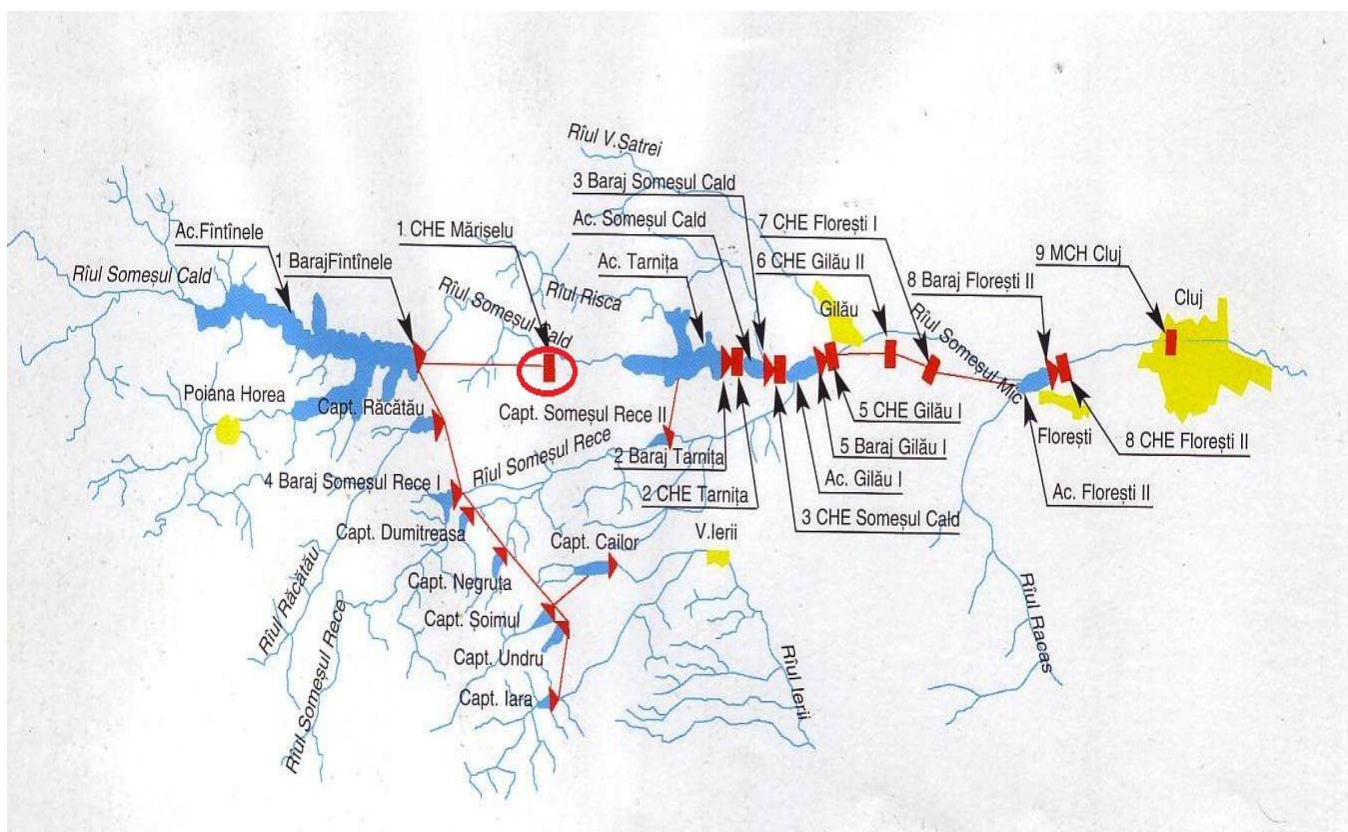 Rîul V.Șatrei
3 Baraj Someșul Cald
Ac. Someșul Cald
Ac. Tarnița
7 CHE Florești I
6 CHE Gilău II
8 Baraj Florești II
9 MCH Cluj
Cluj
Ac.Fîntînele
Rîul Someșul Cald
1 BarajFîntînele
1 CHE Mărișelu
Rîul Someșul Cald
Rîul Risca
Gilău
Rîul Someșul Mic
Poiana Horea
Capt. Răcătău
Capt. Someșul Rece II
Rîul Someșul Rece
2 Baraj Tarnița
2 CHE Tarnița
5 CHE Gilău I
5 Baraj Gilău I
Ac. Gilău I
3 CHE Someșul Cald
Florești
8 CHE Florești II
Ac. Florești II
4 Baraj Someșul Rece I
Capt. Dumitreasa
Capt. Negruța
Capt. Cailor
V.Ierii
Capt. Șoimul
Capt. Undru
Capt. Iara
Rîul Răcătău
Rîul Someșul Rece
Rîul Ierii
Rîul Racas